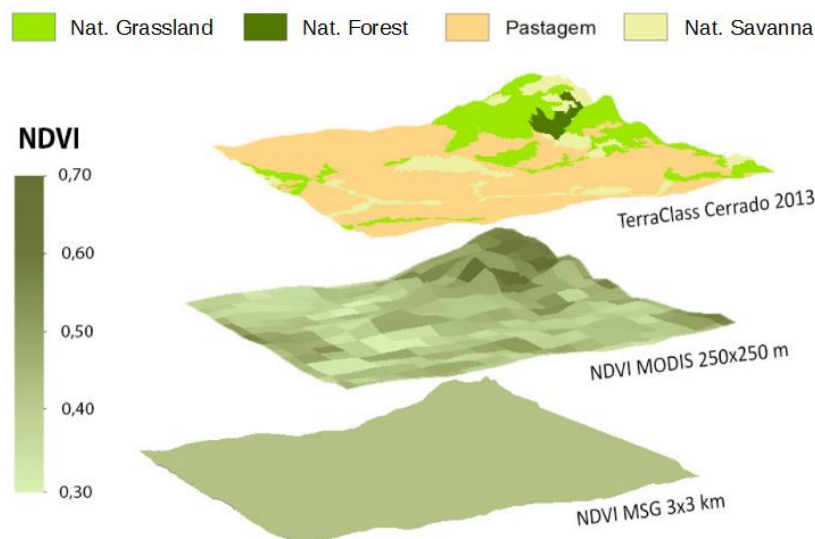 Nat. Grassland
Nat. Forest
Pastagem
Nat. Savanna
NDVI
0,70
0,60
0,50
0,40
0,30
TerraClass Cerrado 2013
NDVI MODIS 250x250 m
NDVI MSG 3x3 km